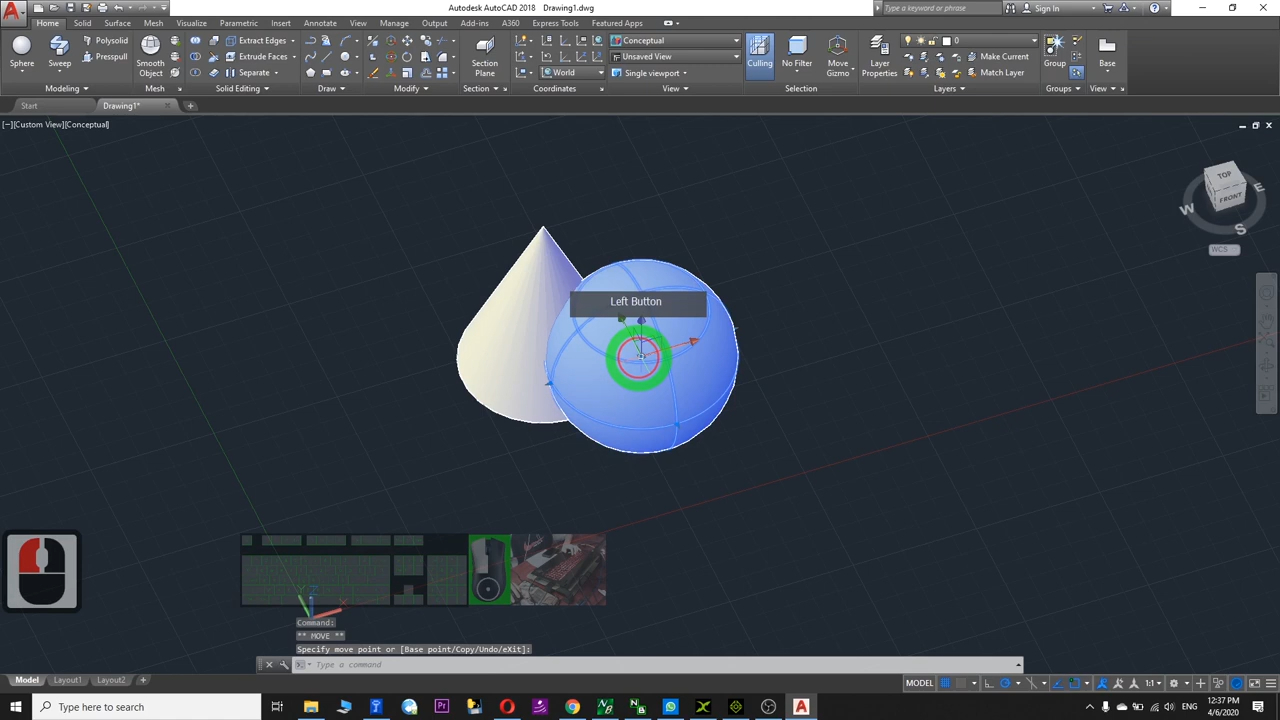 Autodesk AutoCAD 2018 Drawing1.dwg
Type a keyword or phrase
Sign In
Home
Solid
Surface
Mesh
Visualize
Parametric
Insert
Annotate
View
Manage
Output
Add-ins
A360
Express Tools
Featured Apps
Sphere
Sweep
Polysolid
Presspull
Modeling
Smooth
Object
Mesh
Extract Edges
Extrude Faces
Separate
Solid Editing
Draw
Modify
Section
Plane
Section
World
Coordinates
Conceptual
Unsaved View
Single viewport
View
Culling
No Filter
Move
Gizmo
Selection
Layer
Properties
0
Make Current
Match Layer
Layers
Group
Groups
Base
View
Start
Drawing1*
[−][Custom View][Conceptual]
TOP
FRONT
W
E
S
WCS
Left Button
Y
Z
X
Command:
** MOVE **
Specify move point or [Base point/Copy/Undo/eXit]:
Type a command
Model
Layout1
Layout2
MODEL
1:1
Type here to search
ENG
12:37 PM
4/6/2020